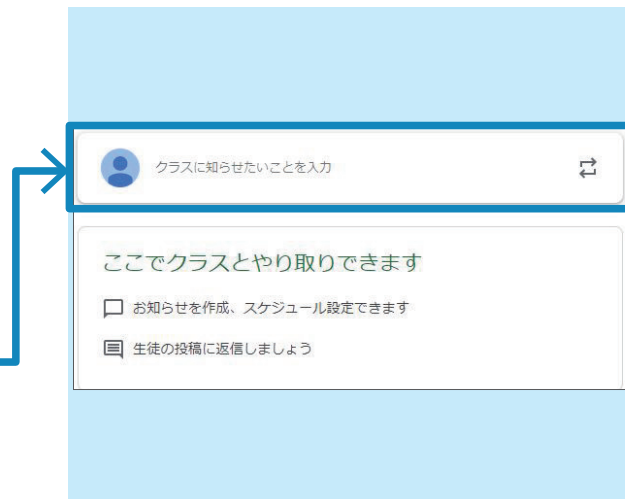 クラスに知らせたいことを入力
ここでクラスとやり取りできます
お知らせを作成、スケジュール設定できます
生徒の投稿に返信しましょう